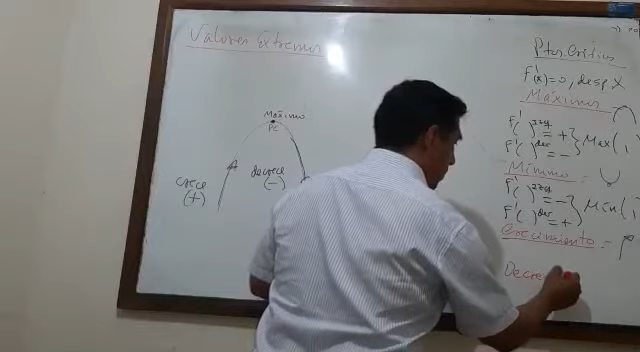 Valores Extremos
Máximo
PC
crece
(+)
decrece
(-)
Ptos. Críticos
F'(x)=0, desp X
Máximo =
F'( )izq = +
F'( )der = -
} Max( ,
Mínimo =
F'( )izq = -
F'( )der = +
} Min( ,
Crecimiento =
Decre